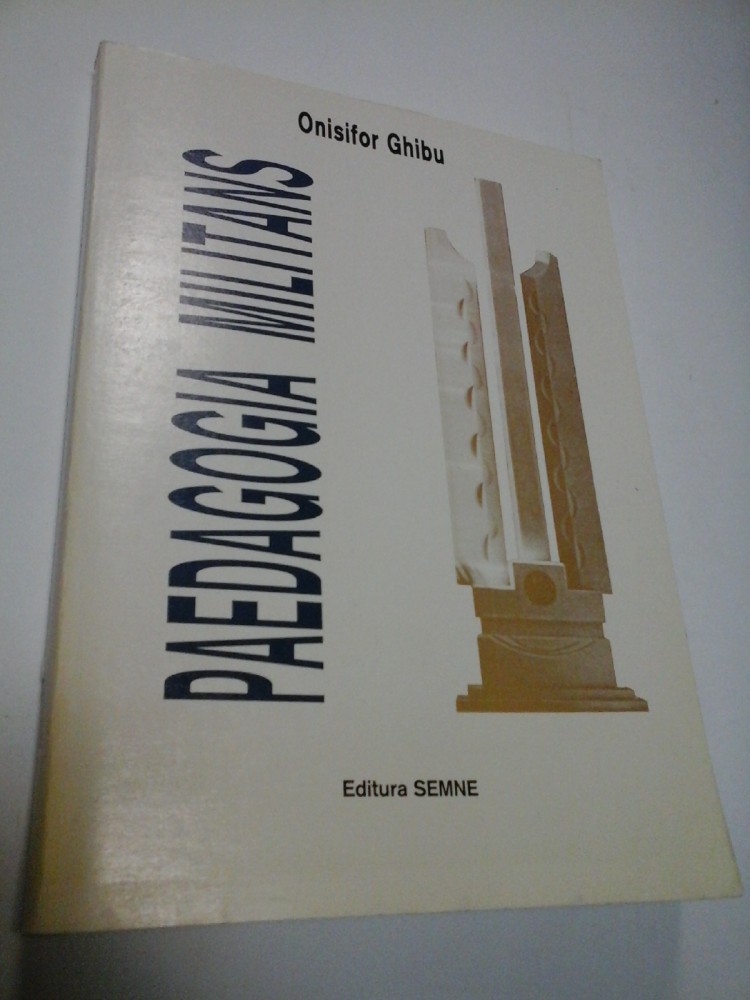 Onisifor Ghibu
PAEDAGOGIA MILITANS
Editura SEMNE